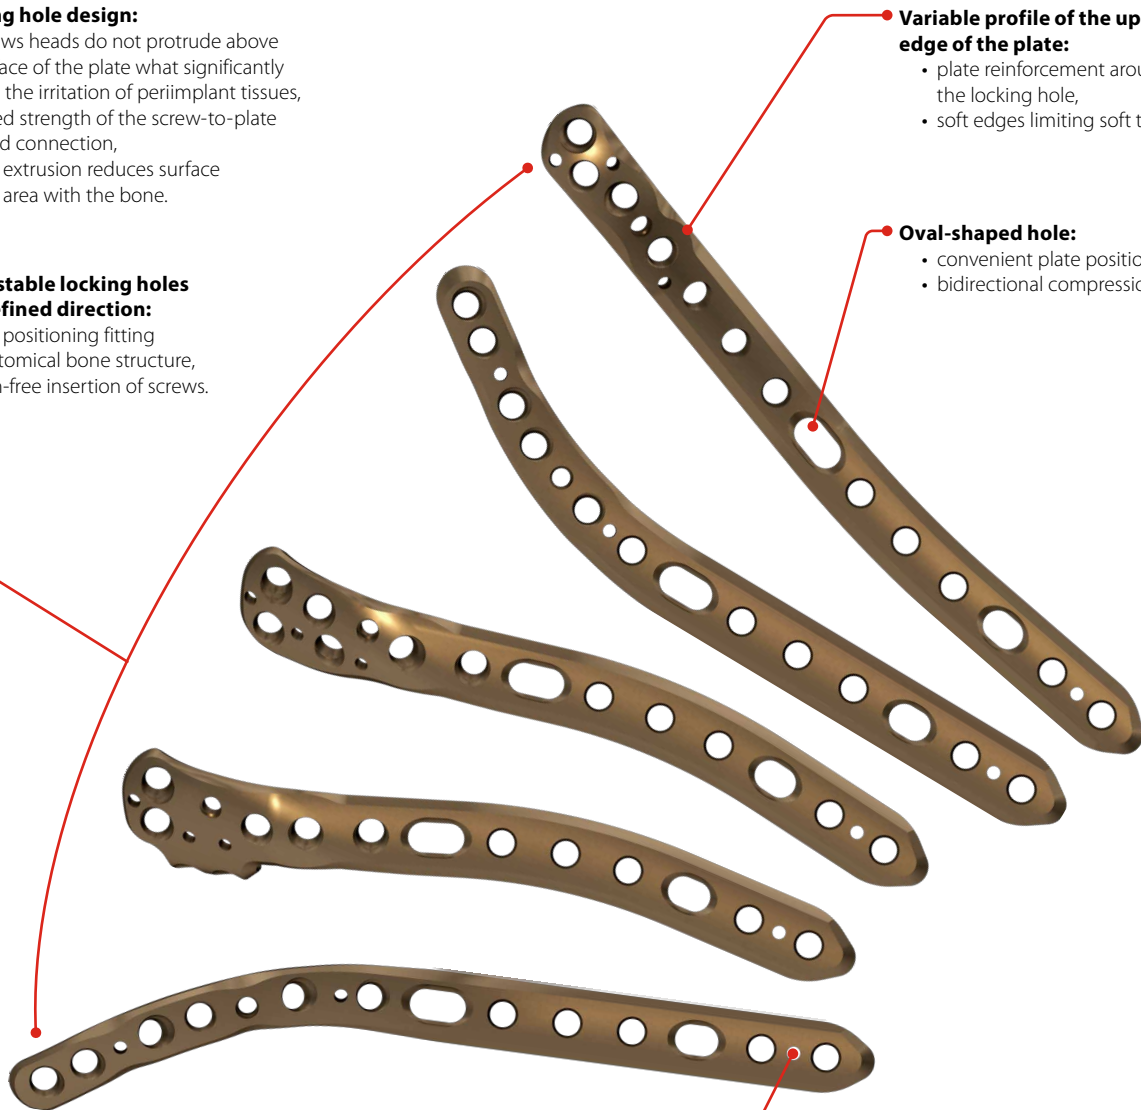 ng hole design:
ws heads do not protrude above
ace of the plate what significantly
the irritation of periimplant tissues,
ed strength of the screw-to-plate
d connection,
extrusion reduces surface
area with the bone.
stable locking holes
efined direction:
positioning fitting
tomical bone structure,
n-free insertion of screws.
Variable profile of the up
edge of the plate:
• plate reinforcement arou
the locking hole,
• soft edges limiting soft t
Oval-shaped hole:
• convenient plate positio
• bidirectional compressio